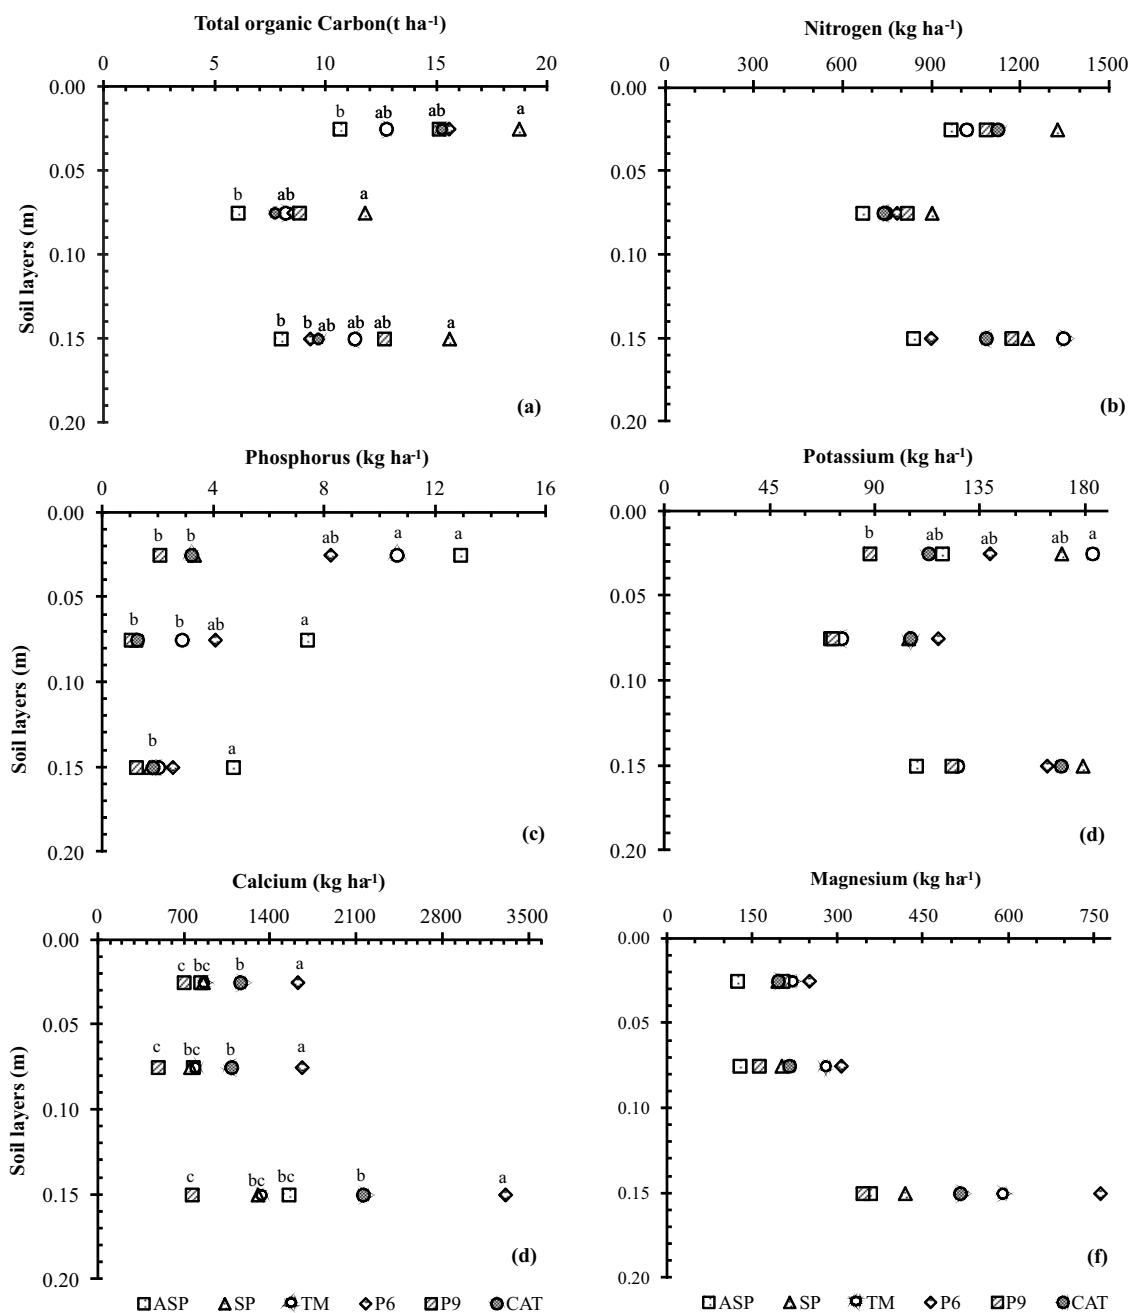 Total organic Carbon(t ha-1)
0 5 10 15 20
0.00
0.05
0.10
0.15
0.20
Soil layers (m)
b ab ab a
b ab a
b b ab ab ab a
(a)
Nitrogen (kg ha-1)
0 300 600 900 1200 1500
0.00
0.05
0.10
0.15
0.20
(b)
Phosphorus (kg ha-1)
0 4 8 12 16
0.00
0.05
0.10
0.15
0.20
Soil layers (m)
b b ab a a
b b ab a
b a
(c)
Potassium (kg ha-1)
0 45 90 135 180
0.00
0.05
0.10
0.15
0.20
b ab ab ab a
(d)
Calcium (kg ha-1)
0 700 1400 2100 2800 3500
0.00
0.05
0.10
0.15
0.20
Soil layers (m)
c bc b a
c bc b a
c bc bc b a
(d)
Magnesium (kg ha-1)
0 150 300 450 600 750
0.00
0.05
0.10
0.15
0.20
(f)
ASP SP TM P6 P9 CAT
ASP SP TM P6 P9 CAT